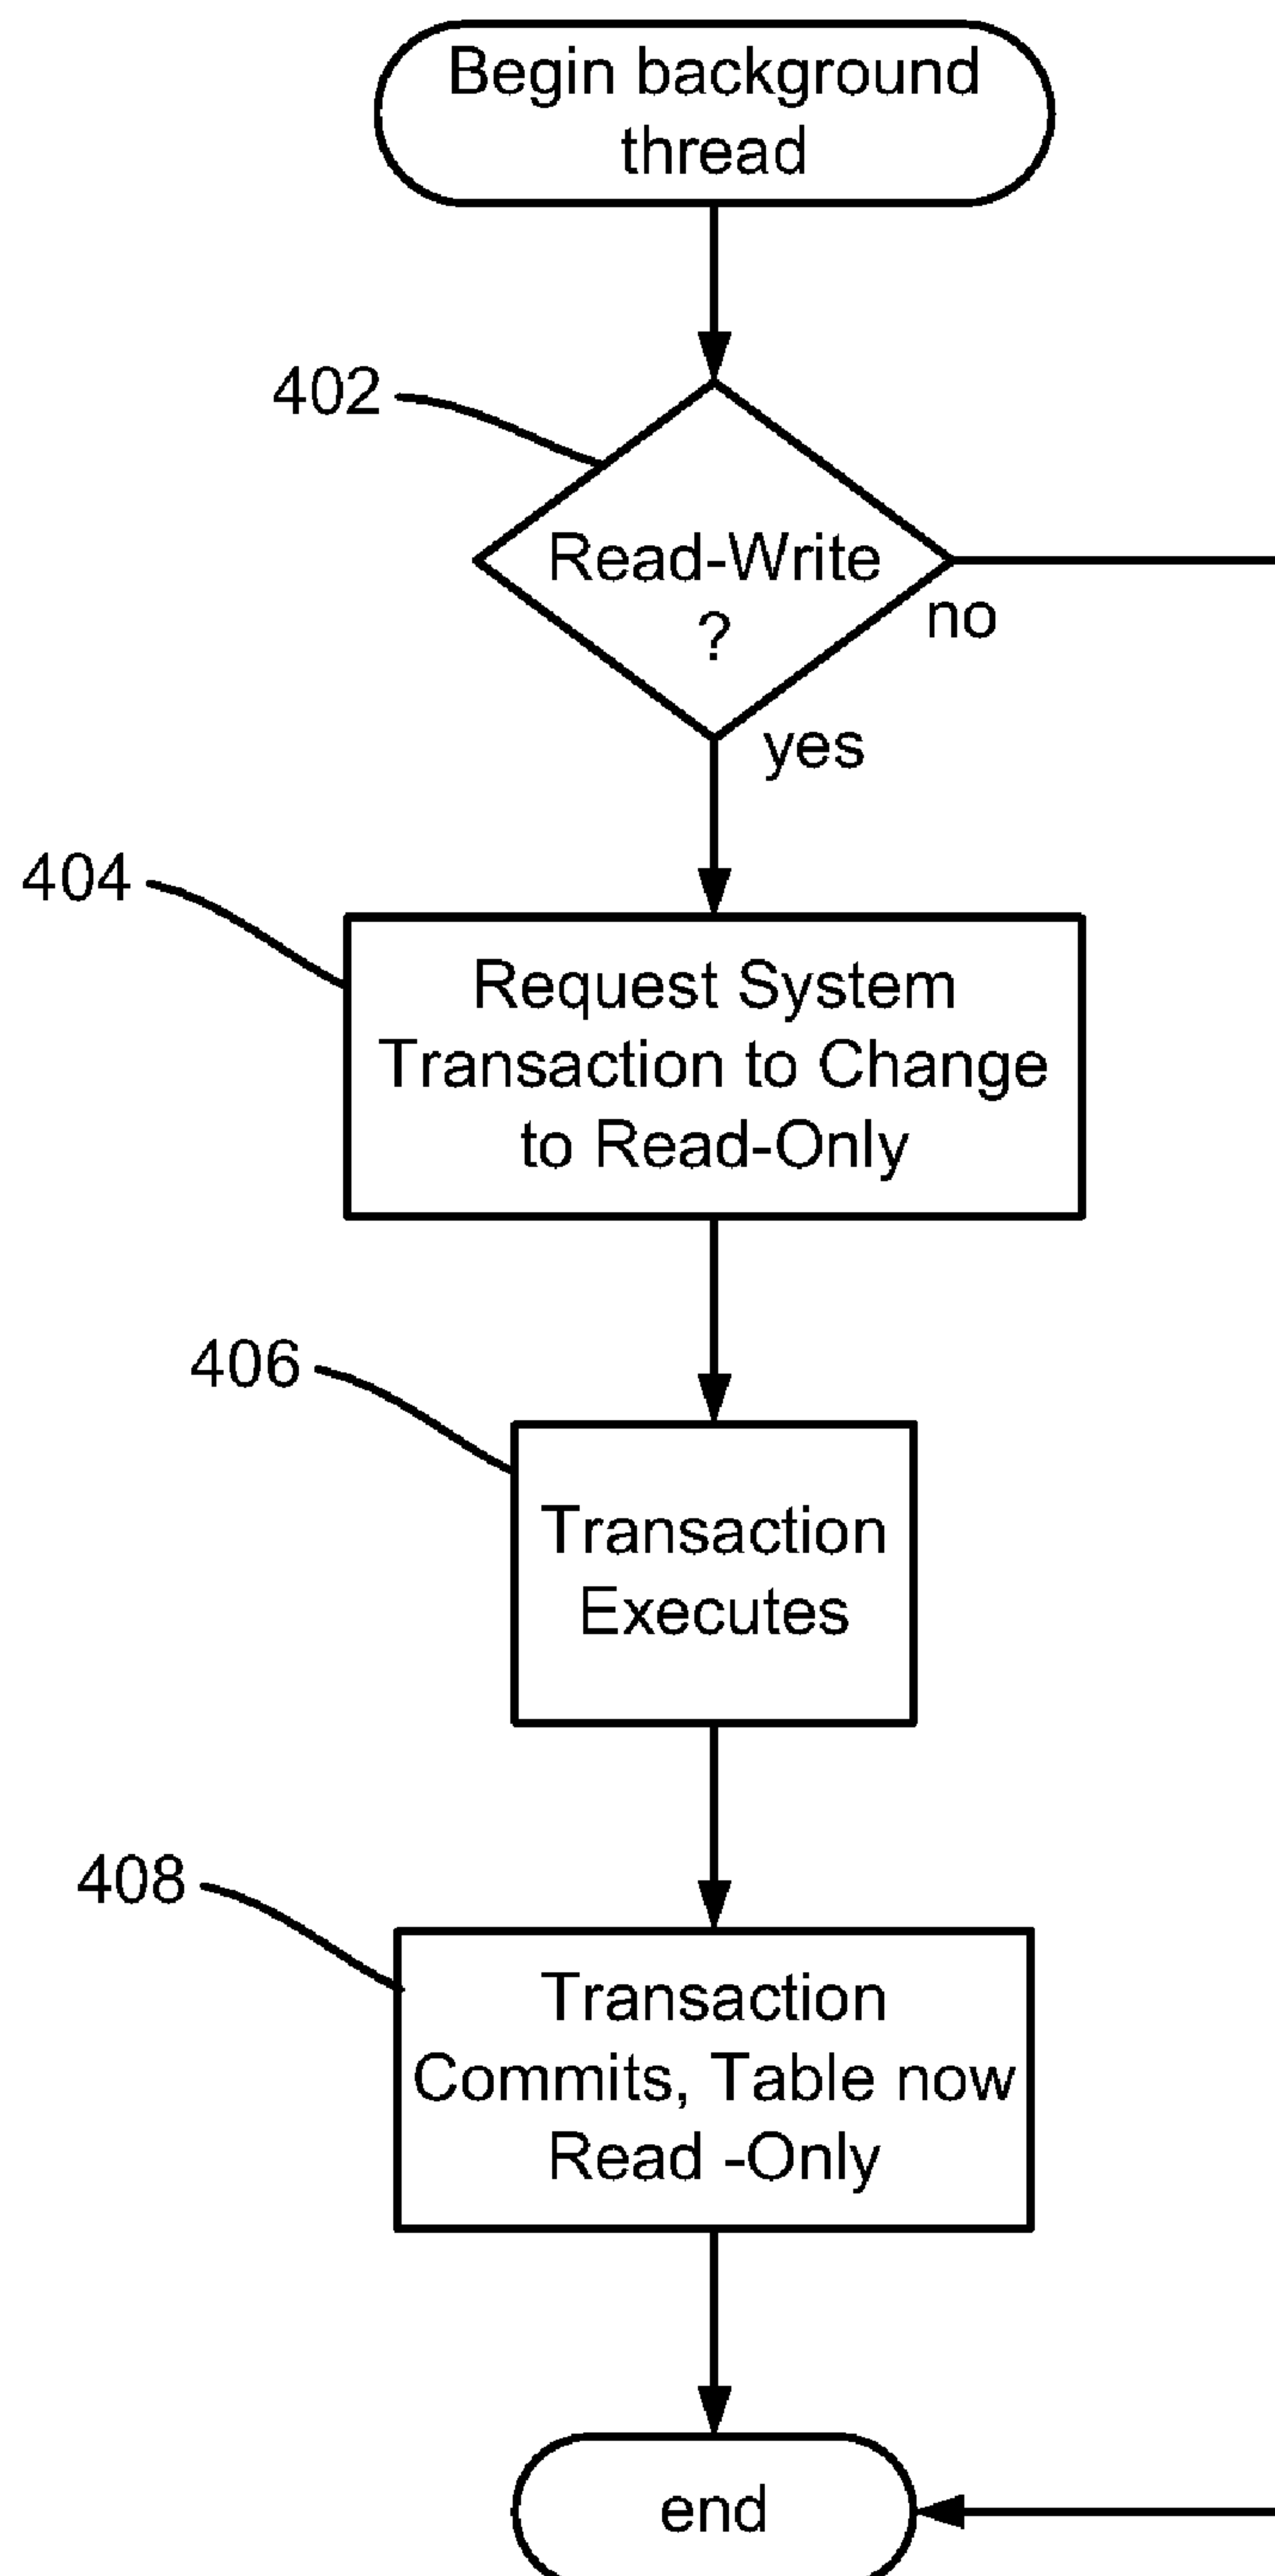 Begin background
thread
402
Read-Write
?
no
yes
404
Request System
Transaction to Change
to Read-Only
406
Transaction
Executes
408
Transaction
Commits, Table now
Read -Only
end